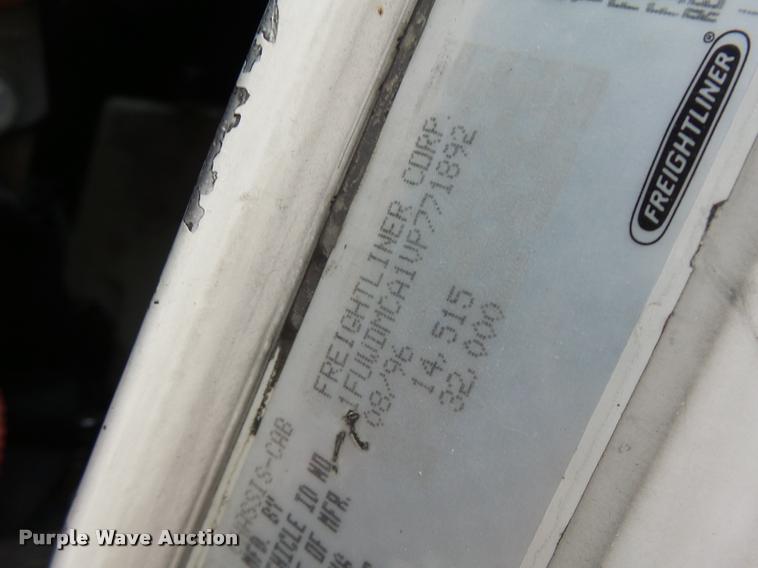 FREIGHTLINER®
ASSIS-CAB
MFD. BY FREIGHTLINER CORP.
VEHICLE ID NO. 1FUWDMCA1VP771892
OF MFR. 08/96
14,515
32,000
Purple Wave Auction